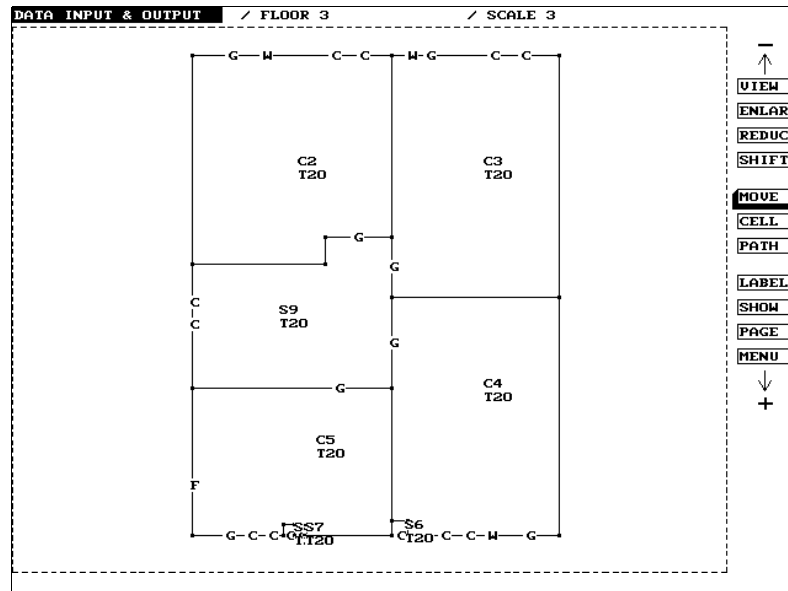 DATA INPUT & OUTPUT / FLOOR 3 / SCALE 3
G W C C W G C C
VIEW
ENLAR
REDUC
SHIFT
C2
T20
C3
T20
MOVE
CELL
PATH
G
G
LABEL
C
S9
T20
SHOW
C
PAGE
G
MENU
G
C4
T20
C5
T20
F
S6
T20
G C C
C C W G